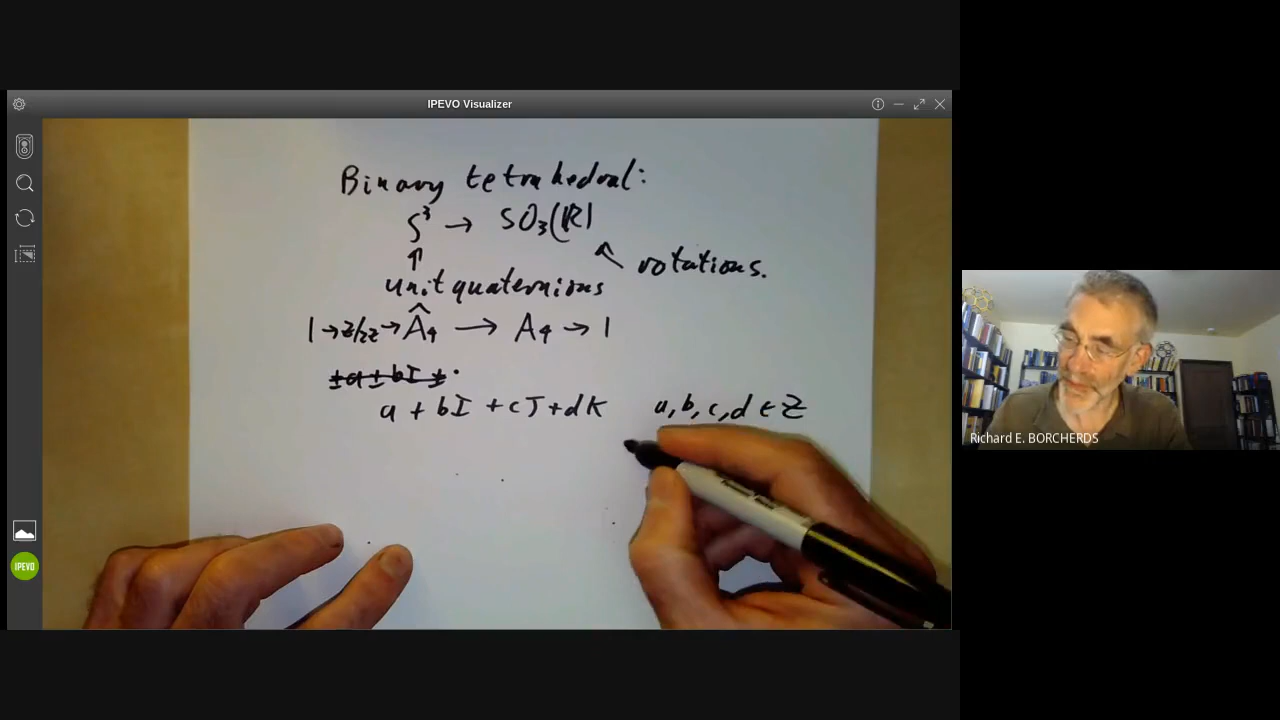 IPEVO Visualizer
Binary tetrahedral:
S³ → SO₃(ℝ)
↑ ↖ rotations.
unit quaternions
1 → Z/2Z → Â₄ → A₄ → 1
±a ± bI ±
a + bI + cJ + dK a, b, c, d ∈ Z
IPEVO
Richard E. BORCHERDS